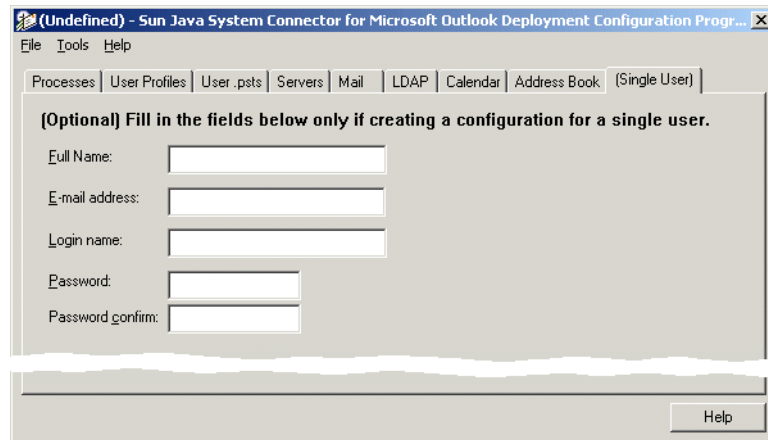 (Undefined) - Sun Java System Connector for Microsoft Outlook Deployment Configuration Progr...
File Tools Help
Processes User Profiles User .psts Servers Mail LDAP Calendar Address Book (Single User)
(Optional) Fill in the fields below only if creating a configuration for a single user.
Full Name:
E-mail address:
Login name:
Password:
Password confirm:
Help